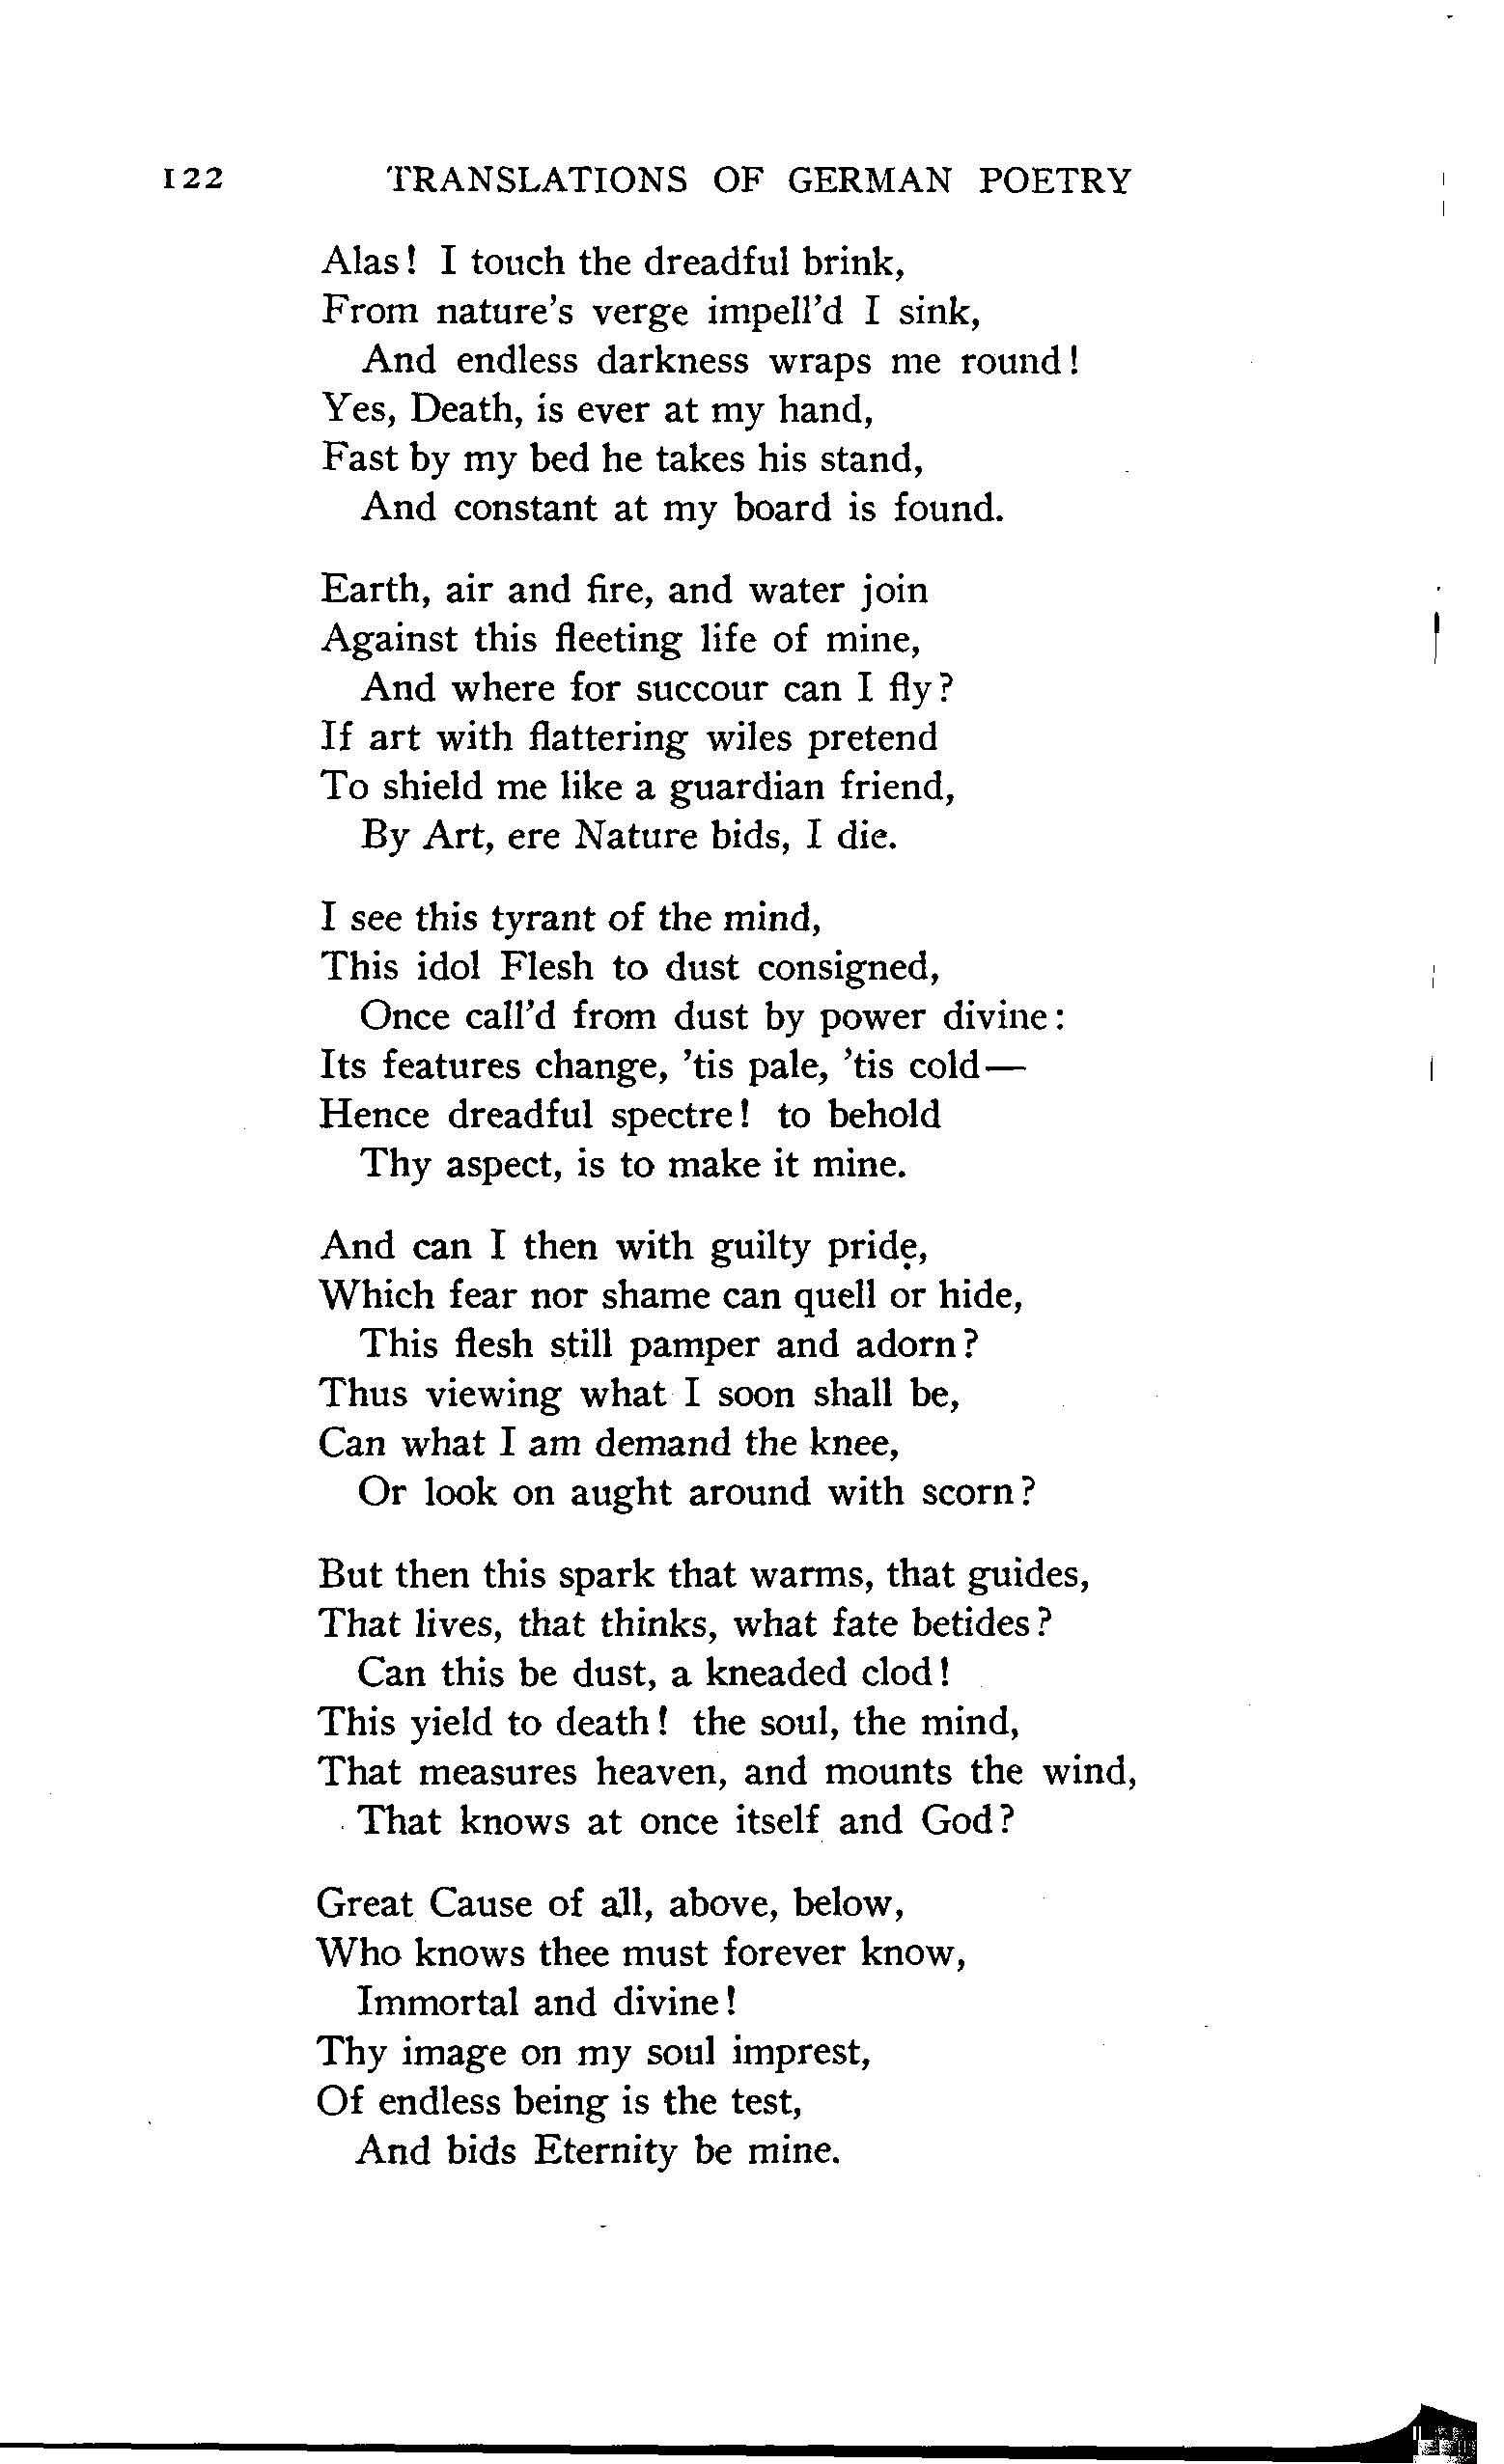 122 TRANSLATIONS OF GERMAN POETRY
Alas! I touch the dreadful brink,
From nature's verge impell'd I sink,
And endless darkness wraps me round!
Yes, Death, is ever at my hand,
Fast by my bed he takes his stand,
And constant at my board is found.
Earth, air and fire, and water join
Against this fleeting life of mine,
And where for succour can I fly?
If art with flattering wiles pretend
To shield me like a guardian friend,
By Art, ere Nature bids, I die.
I see this tyrant of the mind,
This idol Flesh to dust consigned,
Once call'd from dust by power divine:
Its features change, 'tis pale, 'tis cold—
Hence dreadful spectre! to behold
Thy aspect, is to make it mine.
And can I then with guilty pride,
Which fear nor shame can quell or hide,
This flesh still pamper and adorn?
Thus viewing what I soon shall be,
Can what I am demand the knee,
Or look on aught around with scorn?
But then this spark that warms, that guides,
That lives, that thinks, what fate betides?
Can this be dust, a kneaded clod!
This yield to death! the soul, the mind,
That measures heaven, and mounts the wind,
That knows at once itself and God?
Great Cause of all, above, below,
Who knows thee must forever know,
Immortal and divine!
Thy image on my soul imprest,
Of endless being is the test,
And bids Eternity be mine.